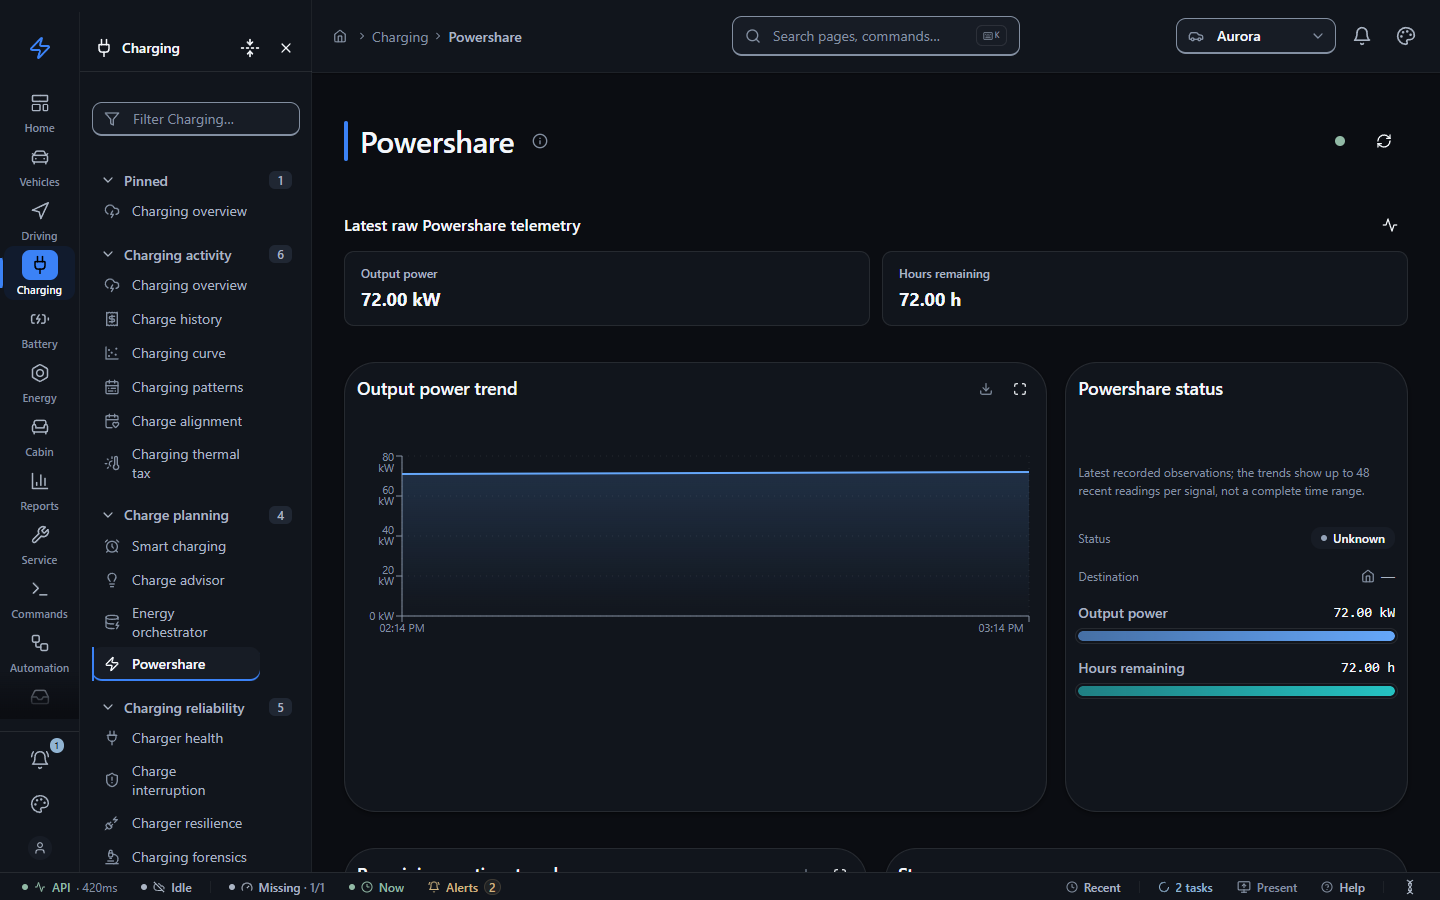 Charging
Charging
Powershare
Search pages, commands...
K
Aurora
Home
Vehicles
Driving
Charging
Battery
Energy
Cabin
Reports
Service
Commands
Automation
1
Filter Charging...
Pinned 1
Charging overview
Charging activity 6
Charging overview
Charge history
Charging curve
Charging patterns
Charge alignment
Charging thermal
tax
Charge planning 4
Smart charging
Charge advisor
Energy
orchestrator
Powershare
Charging reliability 5
Charger health
Charge
interruption
Charger resilience
Charging forensics
Powershare
Latest raw Powershare telemetry
Output power
72.00 kW
Hours remaining
72.00 h
Output power trend
80
kW
60
kW
40
kW
20
kW
0 kW
02:14 PM
03:14 PM
Powershare status
Latest recorded observations; the trends show up to 48
recent readings per signal, not a complete time range.
Status Unknown
Destination —
Output power 72.00 kW
Hours remaining 72.00 h
API · 420ms
Idle
Missing · 1/1
Now
Alerts 2
Recent
2 tasks
Present
Help